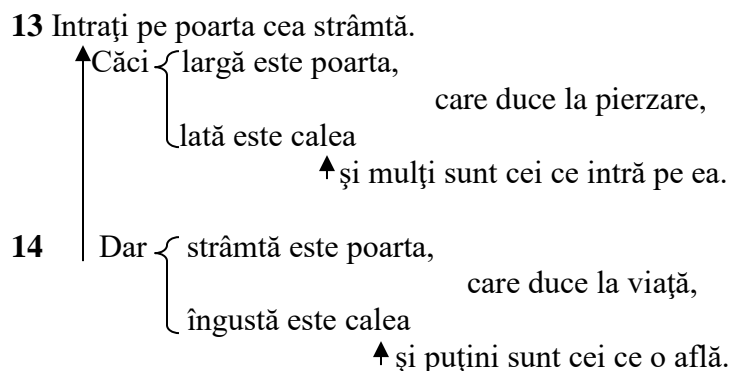 13 Intraţi pe poarta cea strâmtă.
Căci largă este poarta,
care duce la pierzare,
lată este calea
şi mulţi sunt cei ce intră pe ea.
14 Dar strâmtă este poarta,
care duce la viaţă,
îngustă este calea
şi puţini sunt cei ce o află.